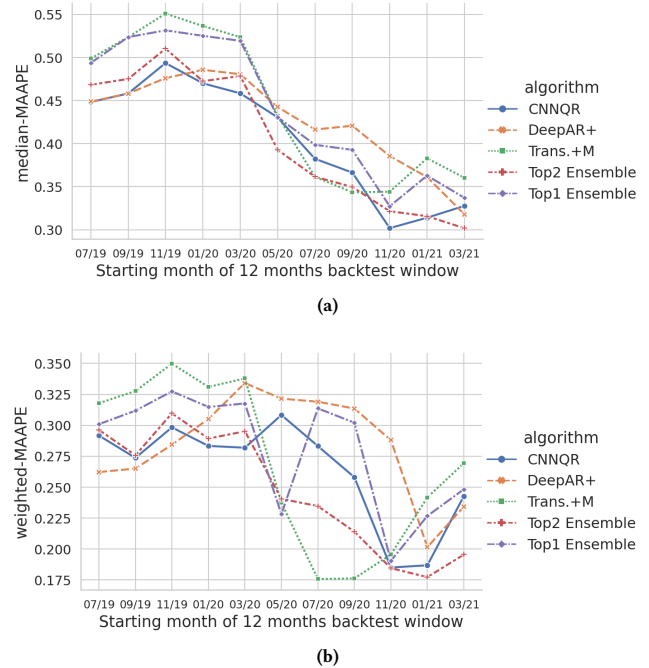 0.55
0.50
0.45
0.40
0.35
0.30
median-MAAPE
07/19 09/19 11/19 01/20 03/20 05/20 07/20 09/20 11/20 01/21 03/21
Starting month of 12 months backtest window
algorithm
CNNQR
DeepAR+
Trans.+M
Top2 Ensemble
Top1 Ensemble
(a)
0.350
0.325
0.300
0.275
0.250
0.225
0.200
0.175
weighted-MAAPE
07/19 09/19 11/19 01/20 03/20 05/20 07/20 09/20 11/20 01/21 03/21
Starting month of 12 months backtest window
algorithm
CNNQR
DeepAR+
Trans.+M
Top2 Ensemble
Top1 Ensemble
(b)